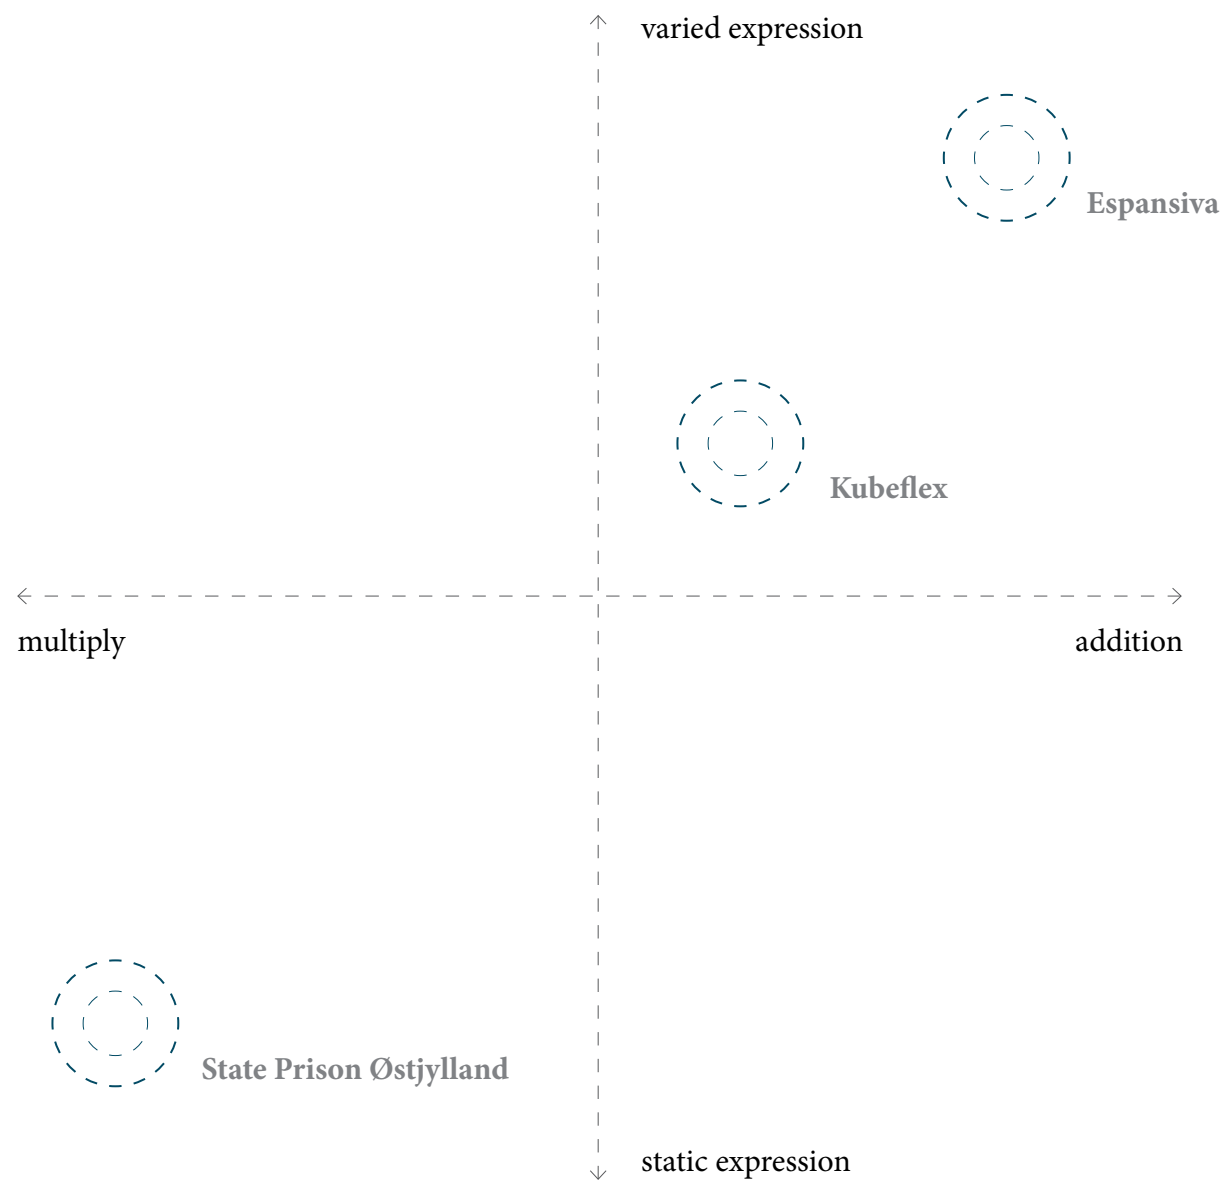 varied expression
Espansiva
Kubeflex
multiply
addition
State Prison Østjylland
static expression